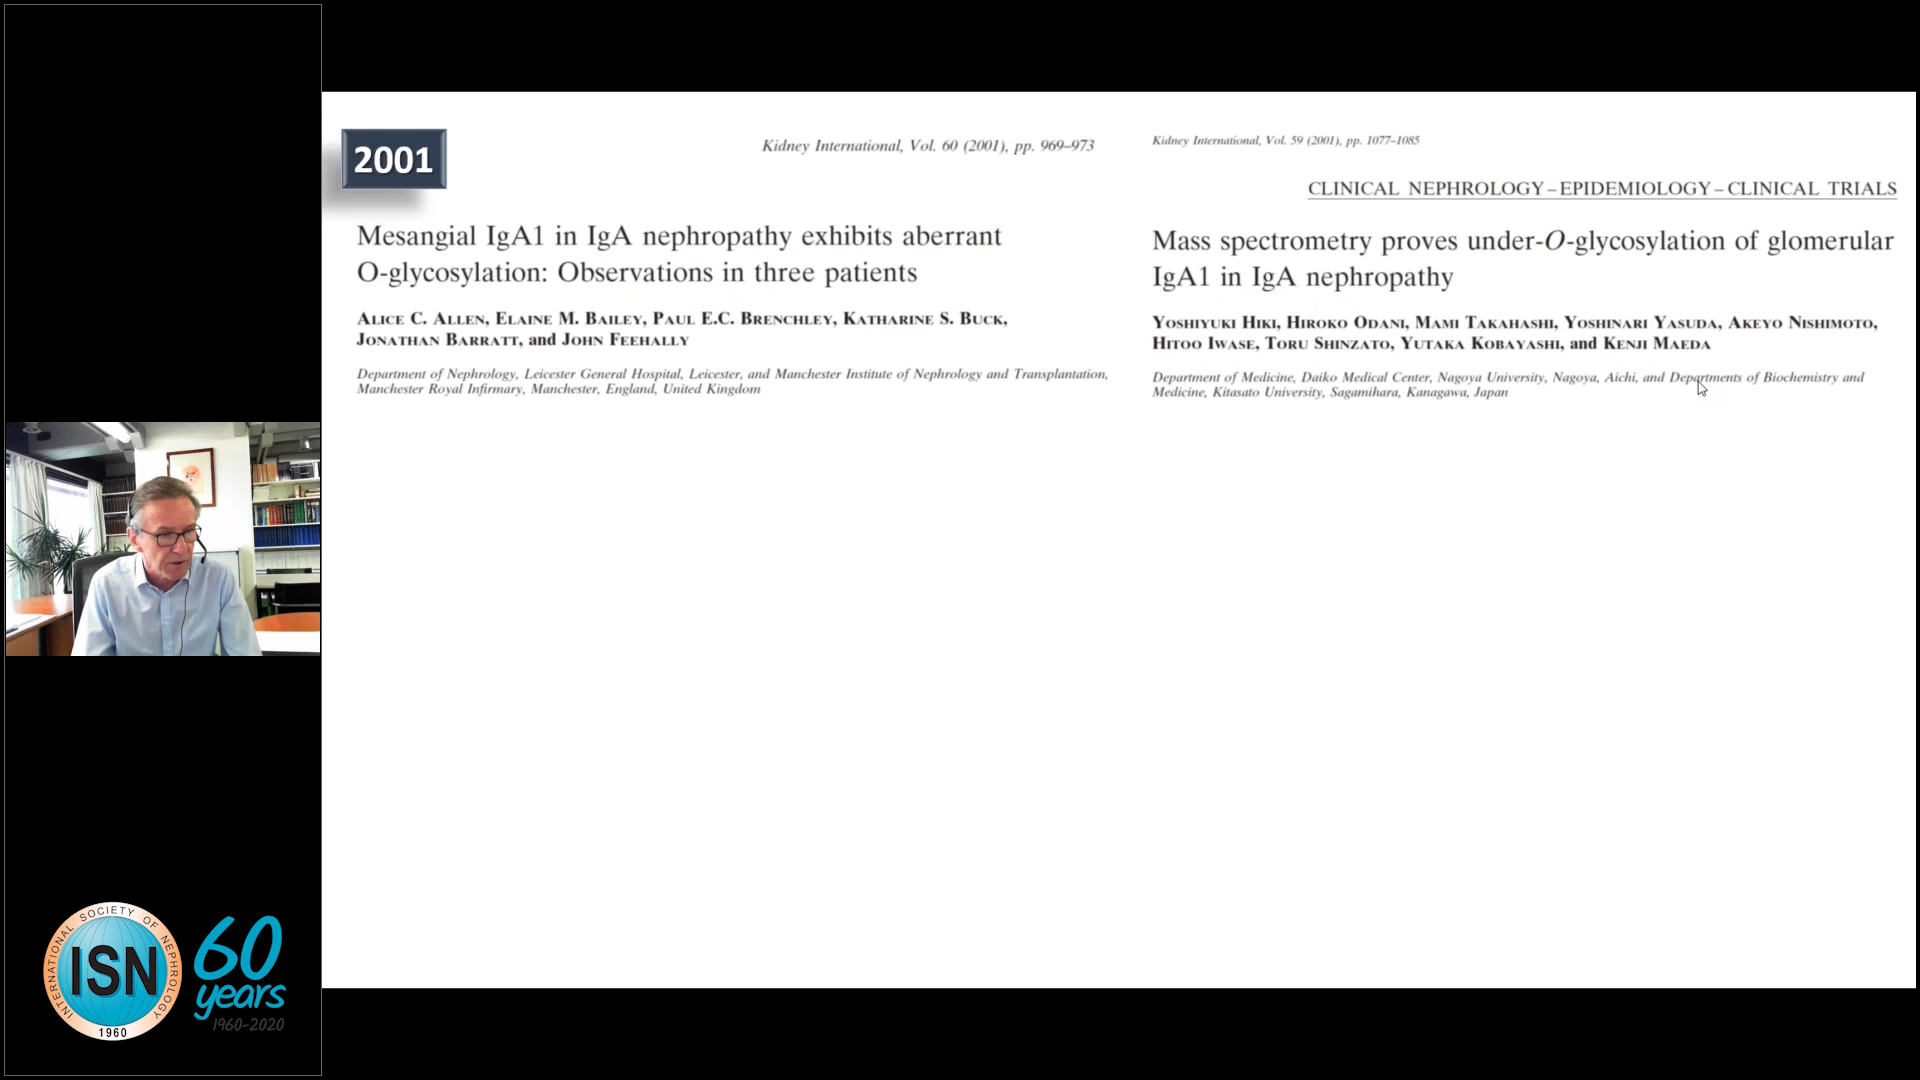 2001
Kidney International, Vol. 60 (2001), pp. 969–973
Mesangial IgA1 in IgA nephropathy exhibits aberrant
O-glycosylation: Observations in three patients
ALICE C. ALLEN, ELAINE M. BAILEY, PAUL E.C. BRENCHLEY, KATHARINE S. BUCK,
JONATHAN BARRATT, and JOHN FEEHALLY
Department of Nephrology, Leicester General Hospital, Leicester, and Manchester Institute of Nephrology and Transplantation,
Manchester Royal Infirmary, Manchester, England, United Kingdom
Kidney International, Vol. 59 (2001), pp. 1077–1085
CLINICAL NEPHROLOGY – EPIDEMIOLOGY – CLINICAL TRIALS
Mass spectrometry proves under-O-glycosylation of glomerular
IgA1 in IgA nephropathy
YOSHIYUKI HIKI, HIROKO ODANI, MAMI TAKAHASHI, YOSHINARI YASUDA, AKEYO NISHIMOTO,
HITOO IWASE, TORU SHINZATO, YUTAKA KOBAYASHI, and KENJI MAEDA
Department of Medicine, Daiko Medical Center, Nagoya University, Nagoya, Aichi, and Departments of Biochemistry and
Medicine, Kitasato University, Sagamihara, Kanagawa, Japan
INTERNATIONAL SOCIETY OF NEPHROLOGY
ISN
1960
60
years
1960-2020